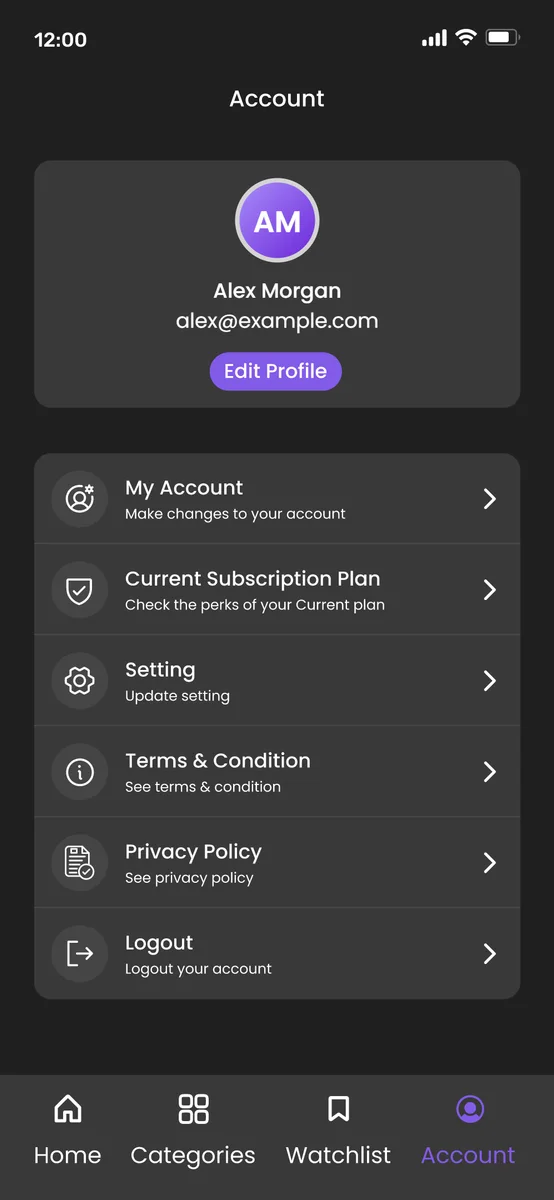 12:00
Account
AM
Alex Morgan
alex@example.com
Edit Profile
My Account
Make changes to your account
Current Subscription Plan
Check the perks of your Current plan
Setting
Update setting
Terms & Condition
See terms & condition
Privacy Policy
See privacy policy
Logout
Logout your account
Home
Categories
Watchlist
Account